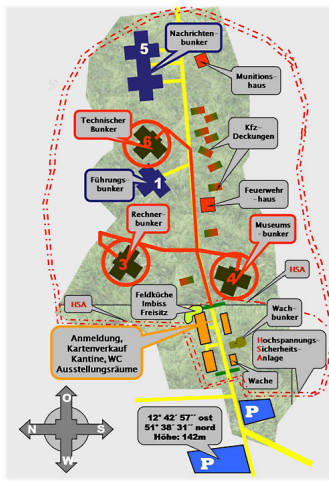 Nachrichten-
bunker
5
Munitions-
haus
Technischer
Bunker
6
Kfz-
Deckungen
Führungs-
bunker
1
Feuerwehr
haus
Rechner-
bunker
3
Museums-
bunker
4
HSA
HSA
Feldküche
Imbiss
Freisitz
Wach-
bunker
Anmeldung,
Kartenverkauf
Kantine, WC
Ausstellungsräume
Hochspannungs-
Sicherheits-
Anlage
Wache
O
N
S
W
12° 42´ 57´´ ost
51° 38´ 31´´ nord
Höhe: 142m
P
P